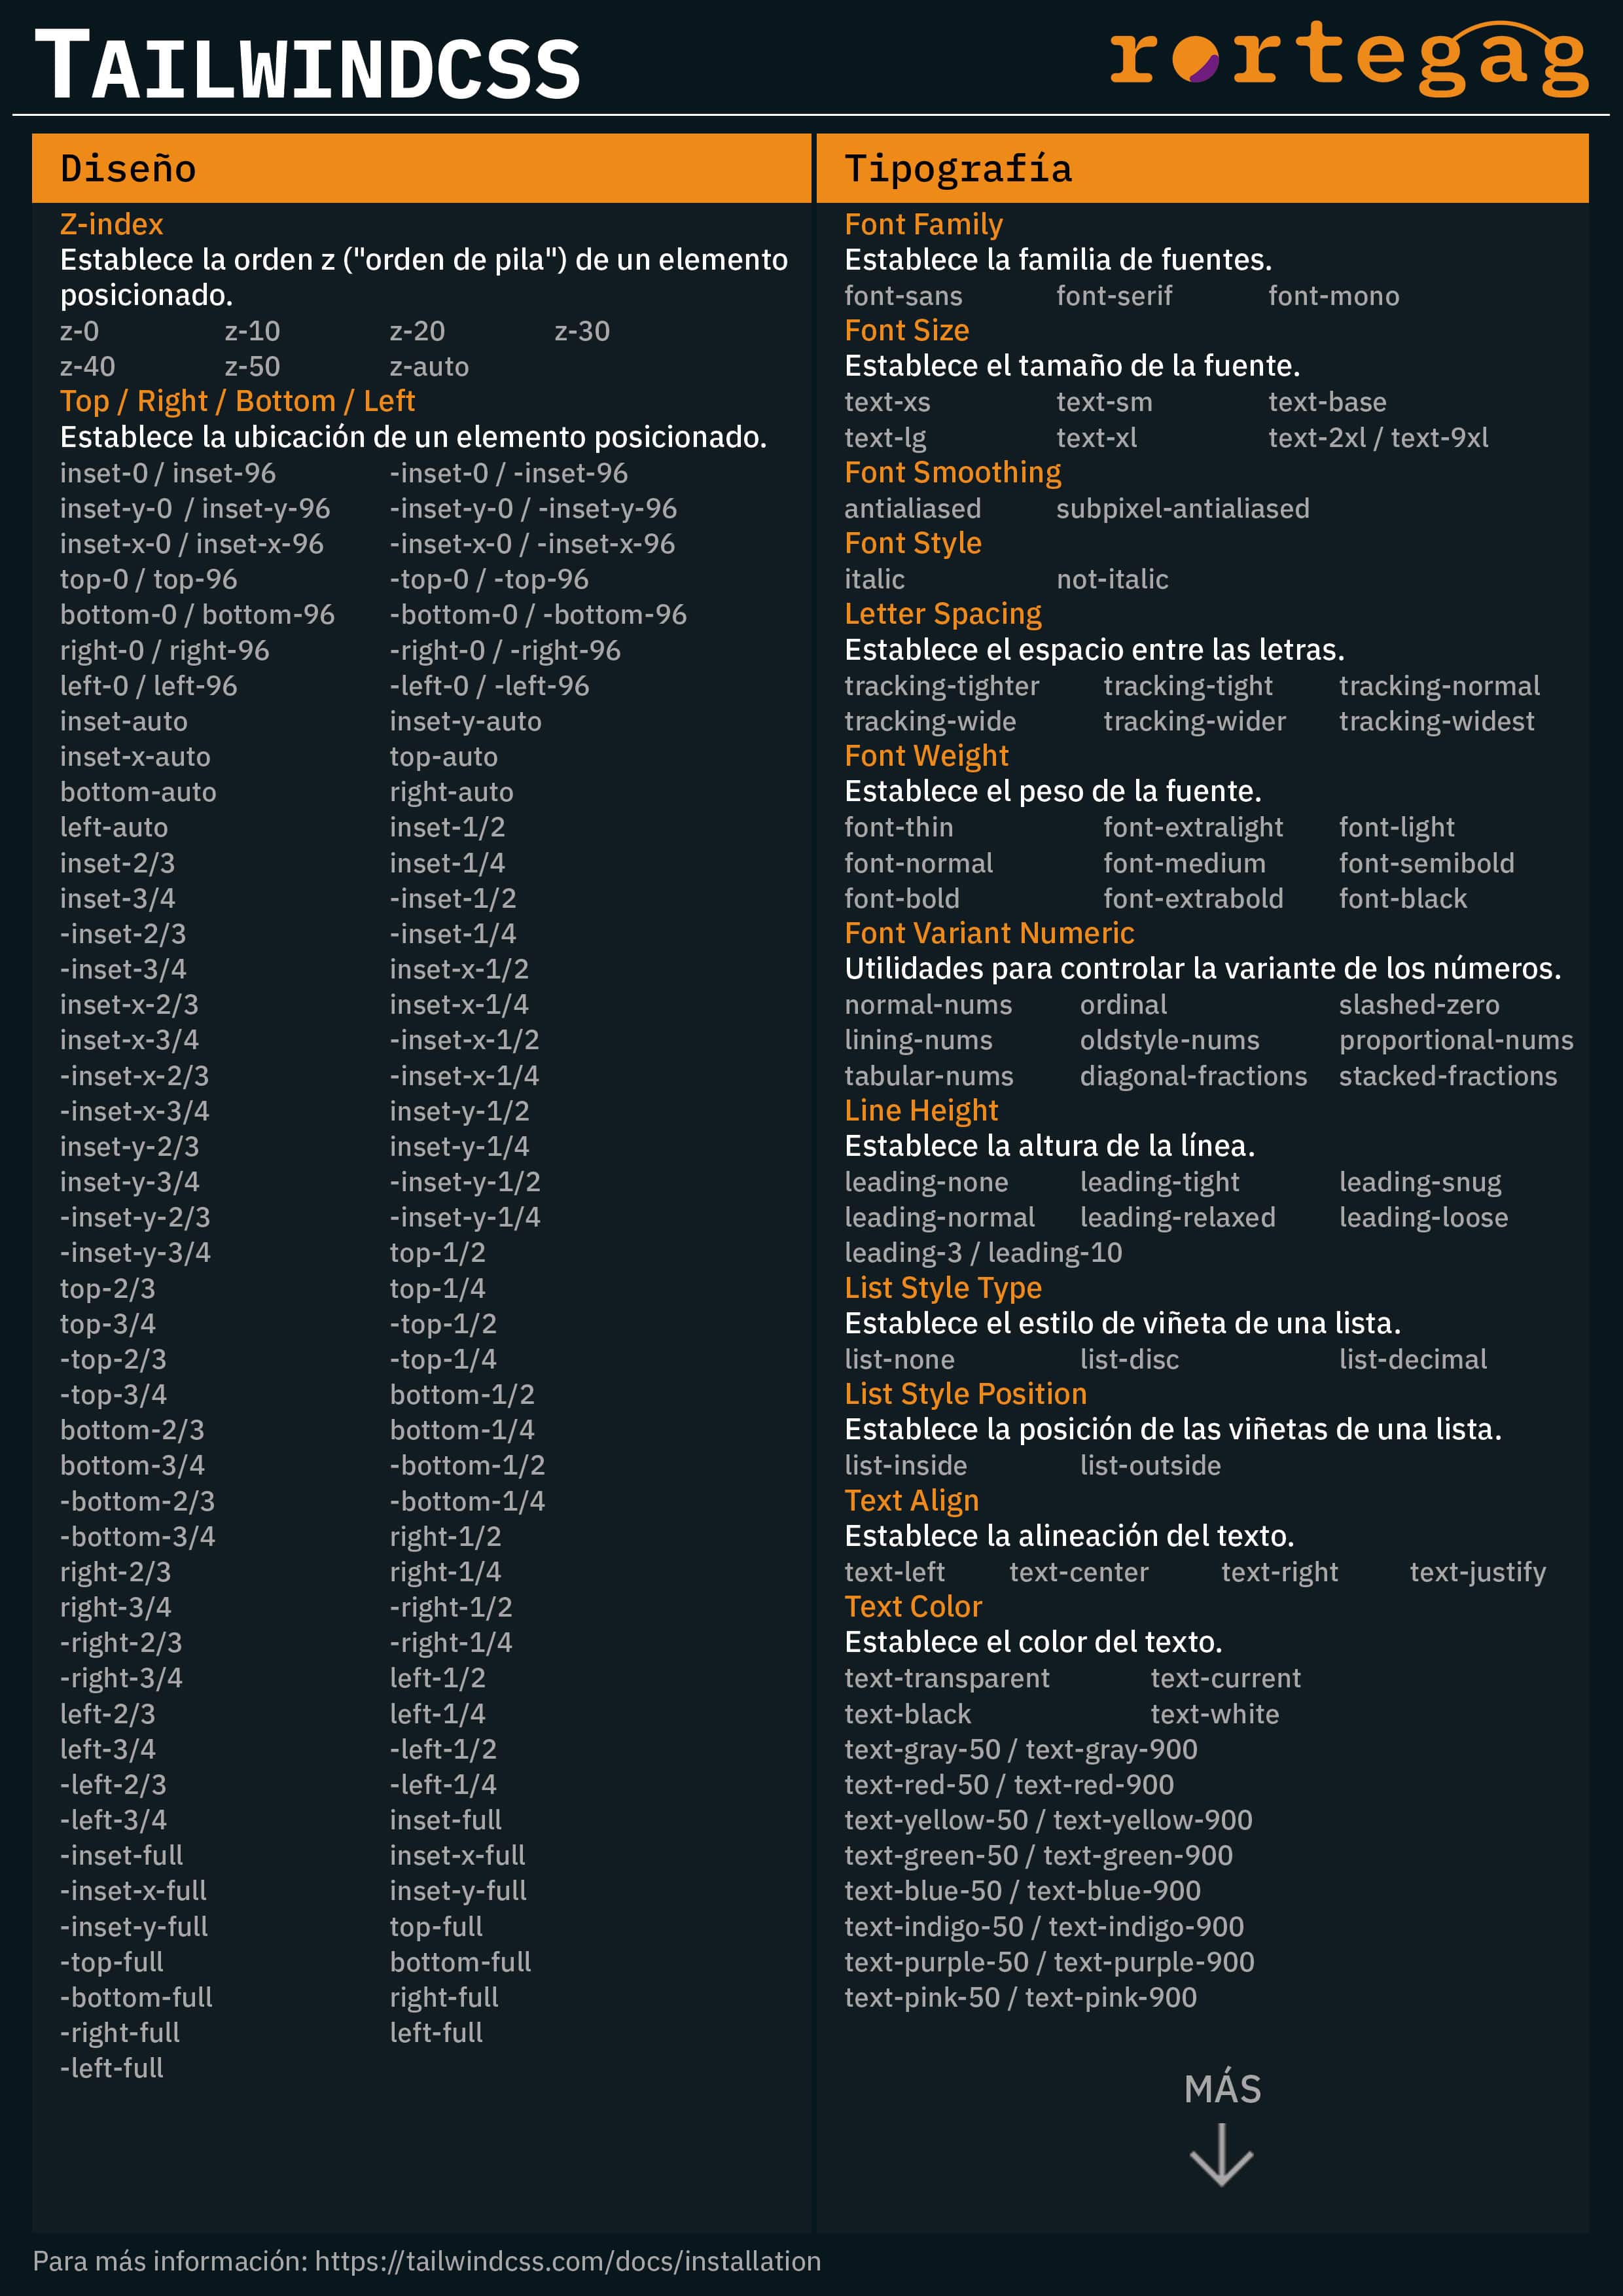 TAILWINDCSS
rortegag
Diseño
Z-index
Establece la orden z ("orden de pila") de un elemento
posicionado.
z-0 z-10 z-20 z-30
z-40 z-50 z-auto
Top / Right / Bottom / Left
Establece la ubicación de un elemento posicionado.
inset-0 / inset-96 -inset-0 / -inset-96
inset-y-0 / inset-y-96 -inset-y-0 / -inset-y-96
inset-x-0 / inset-x-96 -inset-x-0 / -inset-x-96
top-0 / top-96 -top-0 / -top-96
bottom-0 / bottom-96 -bottom-0 / -bottom-96
right-0 / right-96 -right-0 / -right-96
left-0 / left-96 -left-0 / -left-96
inset-auto inset-y-auto
inset-x-auto top-auto
bottom-auto right-auto
left-auto inset-1/2
inset-2/3 inset-1/4
inset-3/4 -inset-1/2
-inset-2/3 -inset-1/4
-inset-3/4 inset-x-1/2
inset-x-2/3 inset-x-1/4
inset-x-3/4 -inset-x-1/2
-inset-x-2/3 -inset-x-1/4
-inset-x-3/4 inset-y-1/2
inset-y-2/3 inset-y-1/4
inset-y-3/4 -inset-y-1/2
-inset-y-2/3 -inset-y-1/4
-inset-y-3/4 top-1/2
top-2/3 top-1/4
top-3/4 -top-1/2
-top-2/3 -top-1/4
-top-3/4 bottom-1/2
bottom-2/3 bottom-1/4
bottom-3/4 -bottom-1/2
-bottom-2/3 -bottom-1/4
-bottom-3/4 right-1/2
right-2/3 right-1/4
right-3/4 -right-1/2
-right-2/3 -right-1/4
-right-3/4 left-1/2
left-2/3 left-1/4
left-3/4 -left-1/2
-left-2/3 -left-1/4
-left-3/4 inset-full
-inset-full inset-x-full
-inset-x-full inset-y-full
-inset-y-full top-full
-top-full bottom-full
-bottom-full right-full
-right-full left-full
-left-full
Tipografía
Font Family
Establece la familia de fuentes.
font-sans font-serif font-mono
Font Size
Establece el tamaño de la fuente.
text-xs text-sm text-base
text-lg text-xl text-2xl / text-9xl
Font Smoothing
antialiased subpixel-antialiased
Font Style
italic not-italic
Letter Spacing
Establece el espacio entre las letras.
tracking-tighter tracking-tight tracking-normal
tracking-wide tracking-wider tracking-widest
Font Weight
Establece el peso de la fuente.
font-thin font-extralight font-light
font-normal font-medium font-semibold
font-bold font-extrabold font-black
Font Variant Numeric
Utilidades para controlar la variante de los números.
normal-nums ordinal slashed-zero
lining-nums oldstyle-nums proportional-nums
tabular-nums diagonal-fractions stacked-fractions
Line Height
Establece la altura de la línea.
leading-none leading-tight leading-snug
leading-normal leading-relaxed leading-loose
leading-3 / leading-10
List Style Type
Establece el estilo de viñeta de una lista.
list-none list-disc list-decimal
List Style Position
Establece la posición de las viñetas de una lista.
list-inside list-outside
Text Align
Establece la alineación del texto.
text-left text-center text-right text-justify
Text Color
Establece el color del texto.
text-transparent text-current
text-black text-white
text-gray-50 / text-gray-900
text-red-50 / text-red-900
text-yellow-50 / text-yellow-900
text-green-50 / text-green-900
text-blue-50 / text-blue-900
text-indigo-50 / text-indigo-900
text-purple-50 / text-purple-900
text-pink-50 / text-pink-900
MÁS
Para más información: https://tailwindcss.com/docs/installation